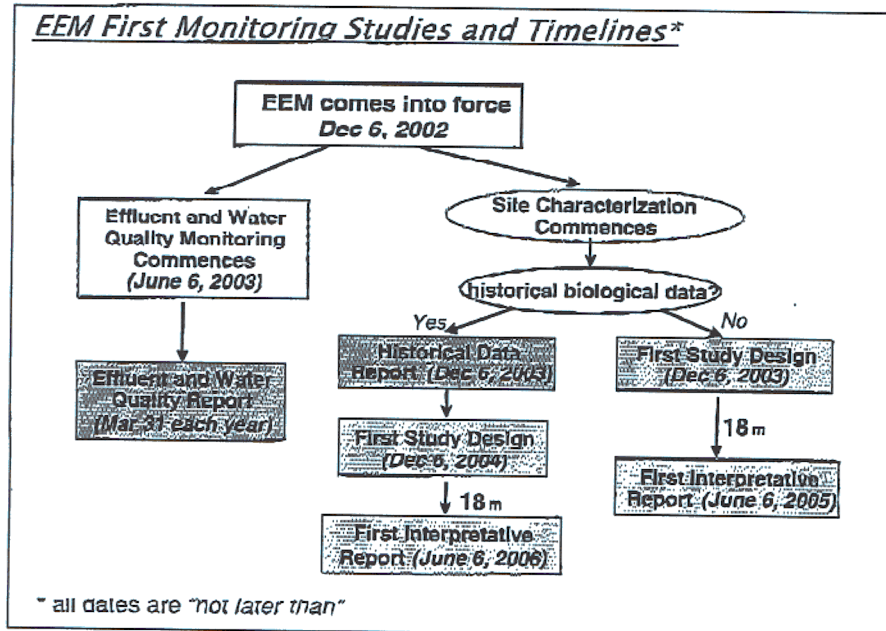 EEM First Monitoring Studies and Timelines*
EEM comes into force
Dec 6, 2002
Effluent and Water
Quality Monitoring
Commences
(June 6, 2003)
Effluent and Water
Quality Report
(Mar 31 each year)
Site Characterization
Commences
historical biological data?
Yes
No
Historical Data
Report (Dec 6, 2003)
First Study Design
(Dec 6, 2004)
18 m
First Interpretative
Report (June 6, 2006)
First Study Design
(Dec 6, 2003)
18 m
First Interpretative
Report (June 6, 2005)
* all dates are "not later than"